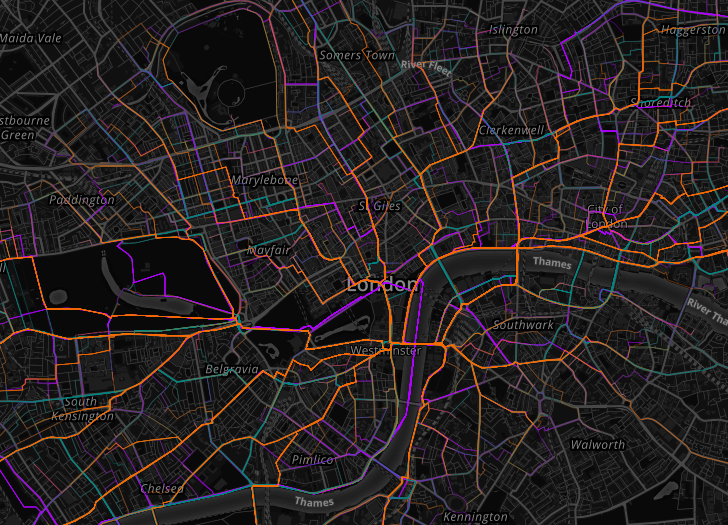 Maida Vale
Islington
Haggerston
Somers Town
River Fleet
Shoreditch
stbourne
Green
Clerkenwell
Marylebone
Paddington
St Giles
City of
London
Mayfair
Thames
London
River Tha
Southwark
Westminster
Belgravia
South
Kensington
Walworth
Pimlico
Chelsea
Thames
Kennington